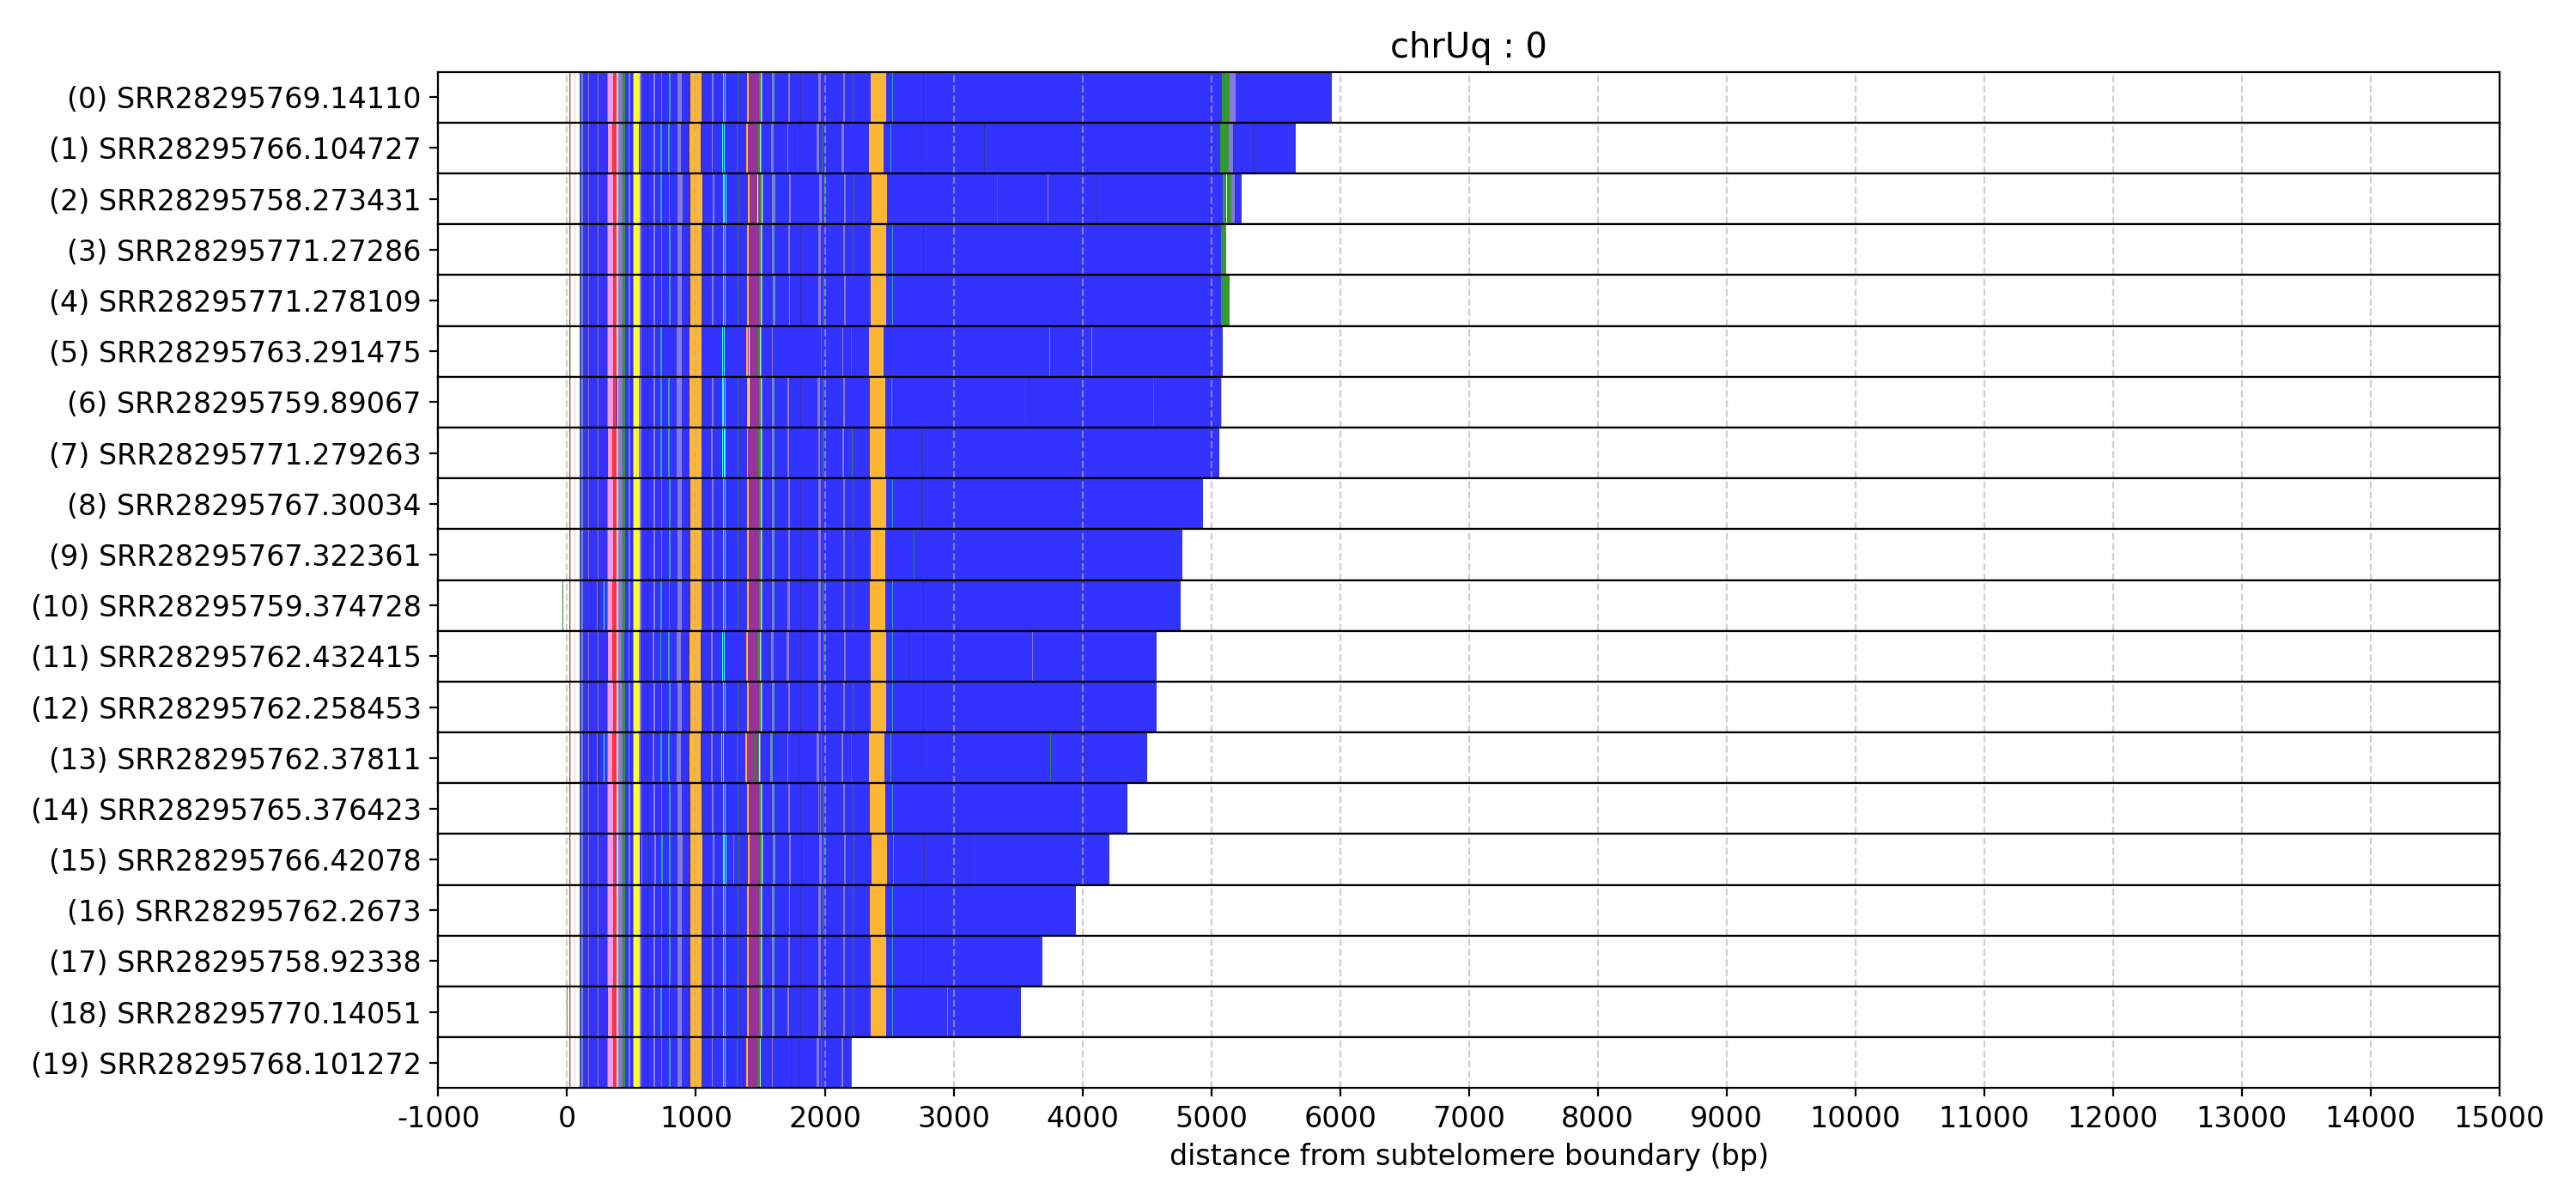 chrUq : 0
(0) SRR28295769.14110
(1) SRR28295766.104727
(2) SRR28295758.273431
(3) SRR28295771.27286
(4) SRR28295771.278109
(5) SRR28295763.291475
(6) SRR28295759.89067
(7) SRR28295771.279263
(8) SRR28295767.30034
(9) SRR28295767.322361
(10) SRR28295759.374728
(11) SRR28295762.432415
(12) SRR28295762.258453
(13) SRR28295762.37811
(14) SRR28295765.376423
(15) SRR28295766.42078
(16) SRR28295762.2673
(17) SRR28295758.92338
(18) SRR28295770.14051
(19) SRR28295768.101272
-1000 0 1000 2000 3000 4000 5000 6000 7000 8000 9000 10000 11000 12000 13000 14000 15000
distance from subtelomere boundary (bp)